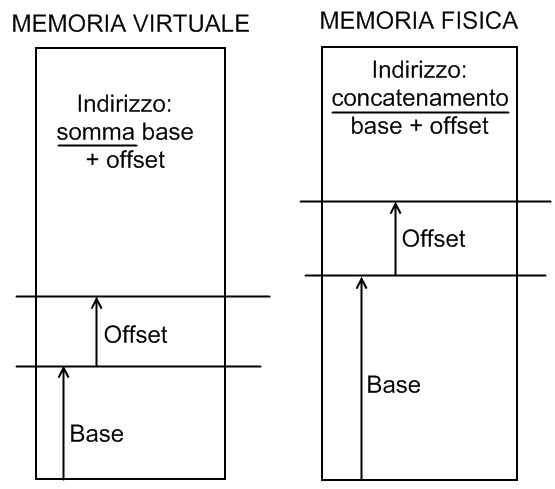 MEMORIA VIRTUALE
Indirizzo:
somma base
+ offset
Offset
Base
MEMORIA FISICA
Indirizzo:
concatenamento
base + offset
Offset
Base